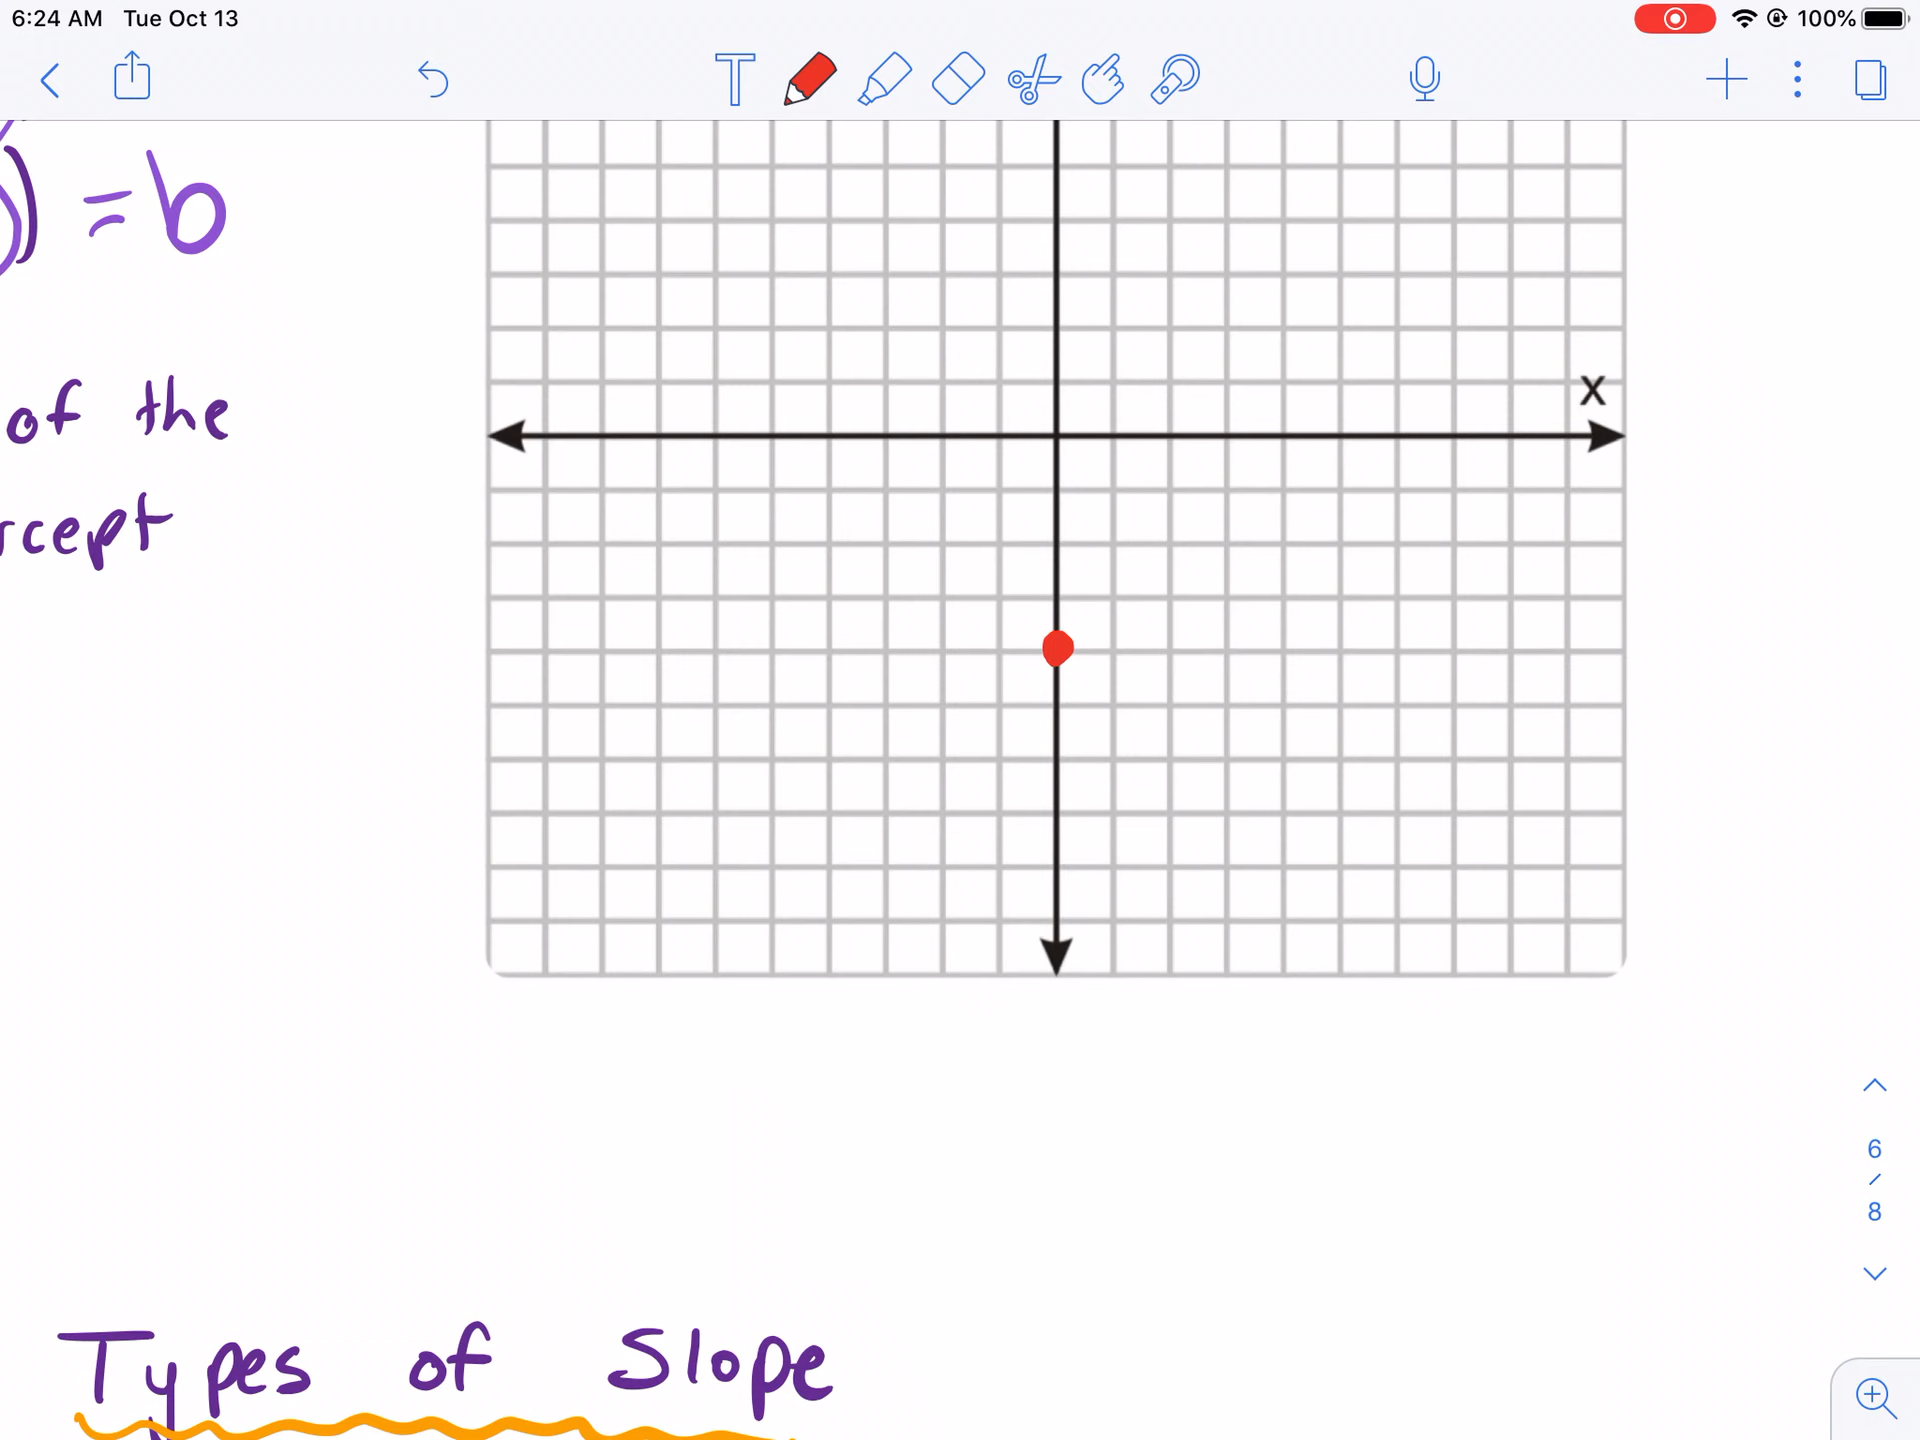 6:24 AM Tue Oct 13
100%
T
) = b
of the
rcept
x
6
/
8
Types of Slope